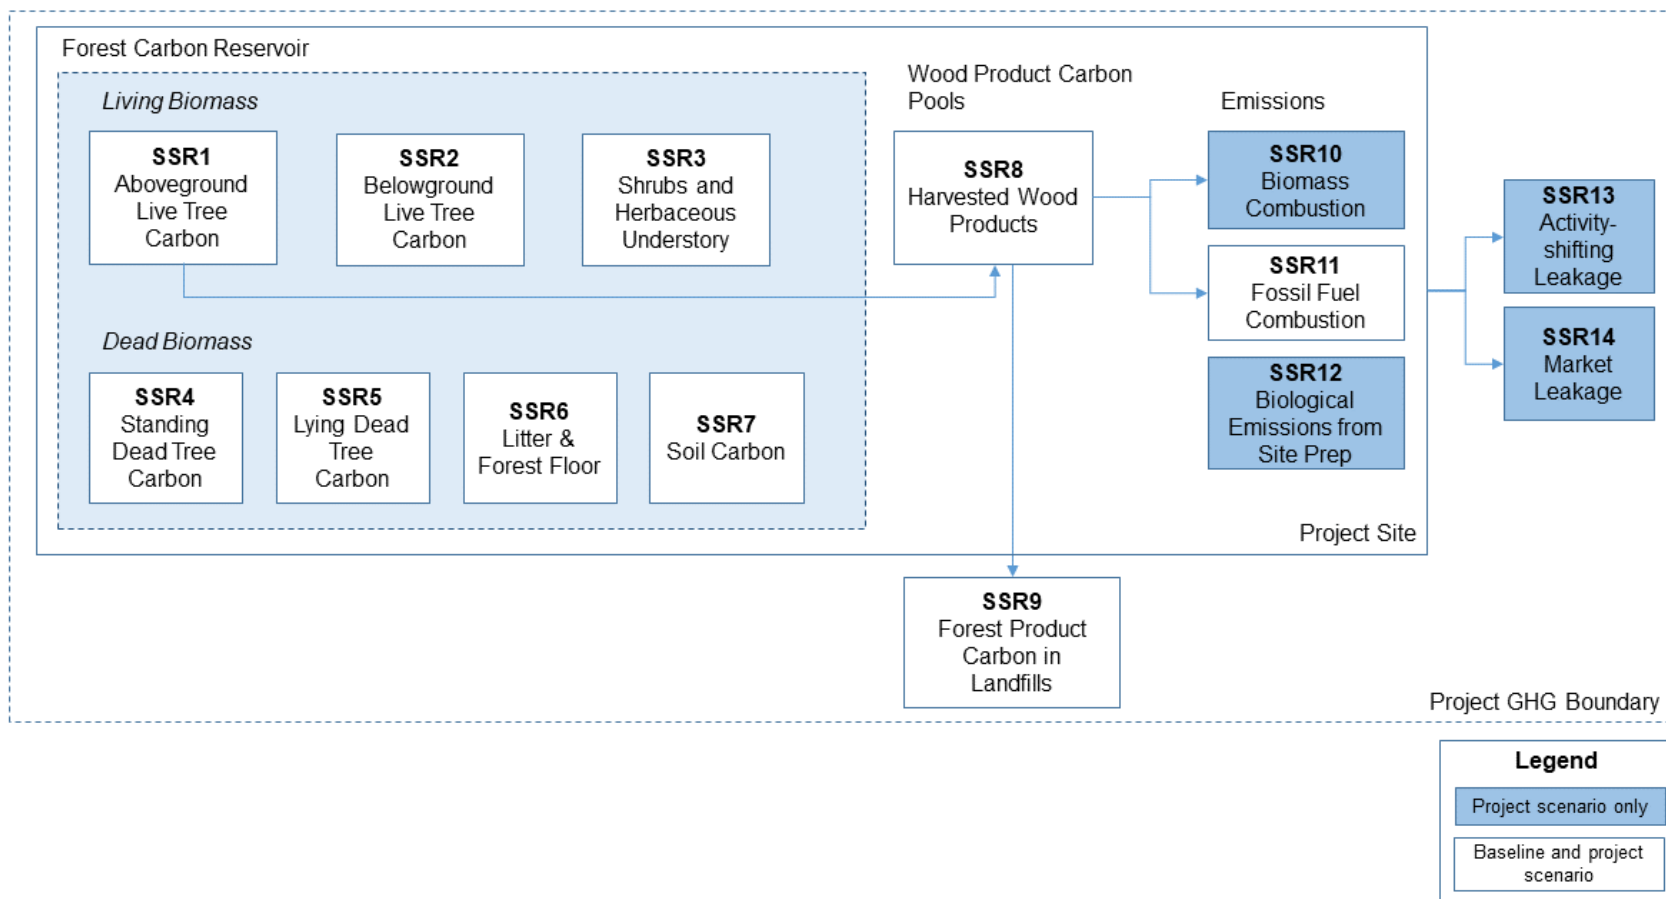 Forest Carbon Reservoir
Living Biomass
SSR1
Aboveground
Live Tree
Carbon
SSR2
Belowground
Live Tree
Carbon
SSR3
Shrubs and
Herbaceous
Understory
Dead Biomass
SSR4
Standing
Dead Tree
Carbon
SSR5
Lying Dead
Tree
Carbon
SSR6
Litter &
Forest Floor
SSR7
Soil Carbon
Wood Product Carbon
Pools
SSR8
Harvested Wood
Products
Emissions
SSR10
Biomass
Combustion
SSR11
Fossil Fuel
Combustion
SSR12
Biological
Emissions from
Site Prep
Project Site
SSR13
Activity-
shifting
Leakage
SSR14
Market
Leakage
SSR9
Forest Product
Carbon in
Landfills
Project GHG Boundary
Legend
Project scenario only
Baseline and project
scenario